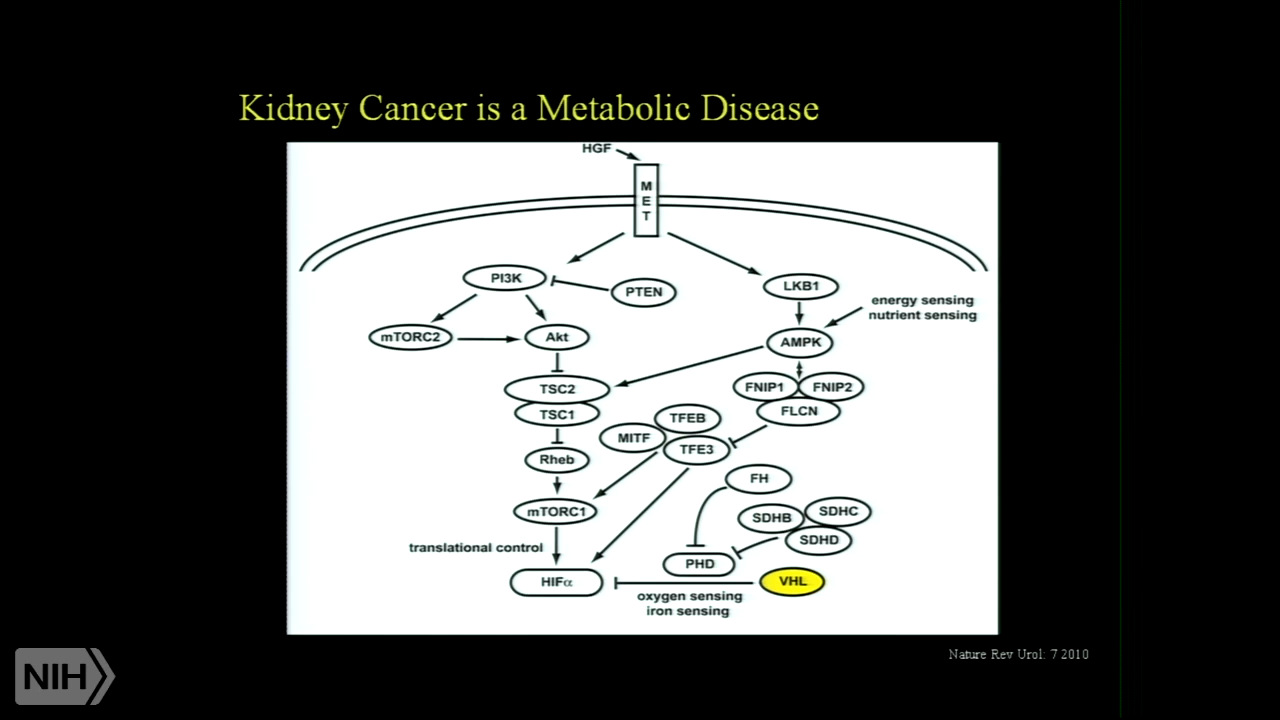 Kidney Cancer is a Metabolic Disease
HGF
M
E
T
PI3K
PTEN
LKB1
energy sensing
nutrient sensing
mTORC2
Akt
AMPK
TSC2
FNIP1
FNIP2
TSC1
FLCN
TFEB
MITF
TFE3
Rheb
FH
mTORC1
SDHB
SDHC
SDHD
translational control
PHD
HIFα
VHL
oxygen sensing
iron sensing
Nature Rev Urol: 7 2010
NIH